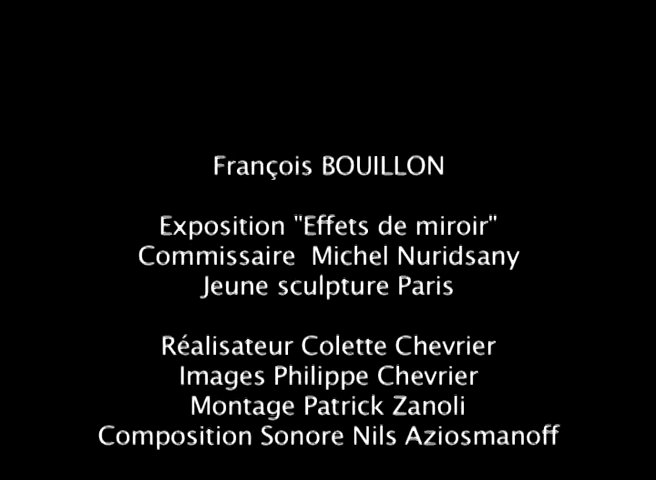 François BOUILLON
Exposition "Effets de miroir"
Commissaire  Michel Nuridsany
Jeune sculpture Paris
Réalisateur Colette Chevrier
Images Philippe Chevrier
Montage Patrick Zanoli
Composition Sonore Nils Aziosmanoff